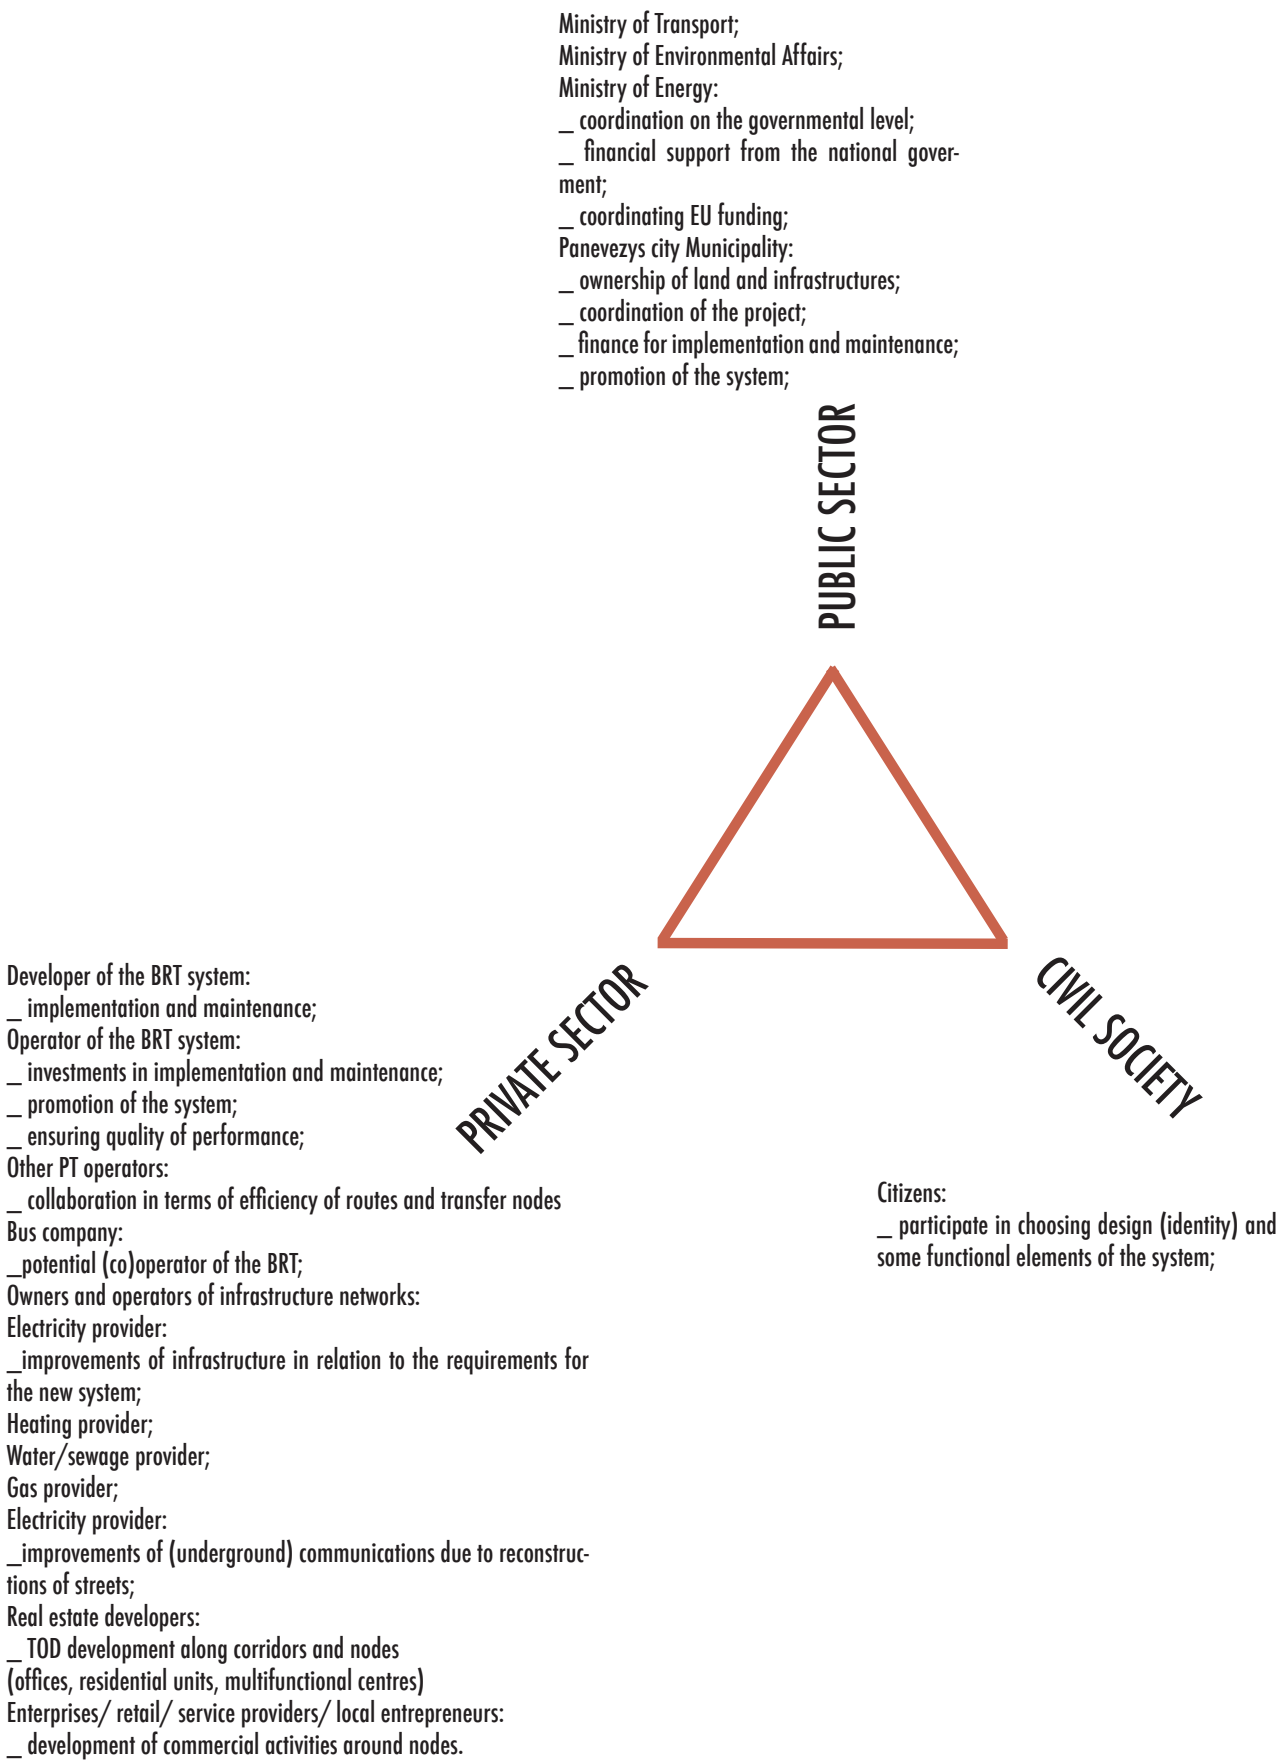 Ministry of Transport;
Ministry of Environmental Affairs;
Ministry of Energy:
_ coordination on the governmental level;
_ financial support from the national gover-
ment;
_ coordinating EU funding;
Panevezys city Municipality:
_ ownership of land and infrastructures;
_ coordination of the project;
_ finance for implementation and maintenance;
_ promotion of the system;
PUBLIC SECTOR
PRIVATE SECTOR
CIVIL SOCIETY
Developer of the BRT system:
_ implementation and maintenance;
Operator of the BRT system:
_ investments in implementation and maintenance;
_ promotion of the system;
_ ensuring quality of performance;
Other PT operators:
_ collaboration in terms of efficiency of routes and transfer nodes
Bus company:
_potential (co)operator of the BRT;
Owners and operators of infrastructure networks:
Electricity provider:
_improvements of infrastructure in relation to the requirements for
the new system;
Heating provider;
Water/sewage provider;
Gas provider;
Electricity provider:
_improvements of (underground) communications due to reconstruc-
tions of streets;
Real estate developers:
_ TOD development along corridors and nodes
(offices, residential units, multifunctional centres)
Enterprises/ retail/ service providers/ local entrepreneurs:
_ development of commercial activities around nodes.
Citizens:
_ participate in choosing design (identity) and
some functional elements of the system;